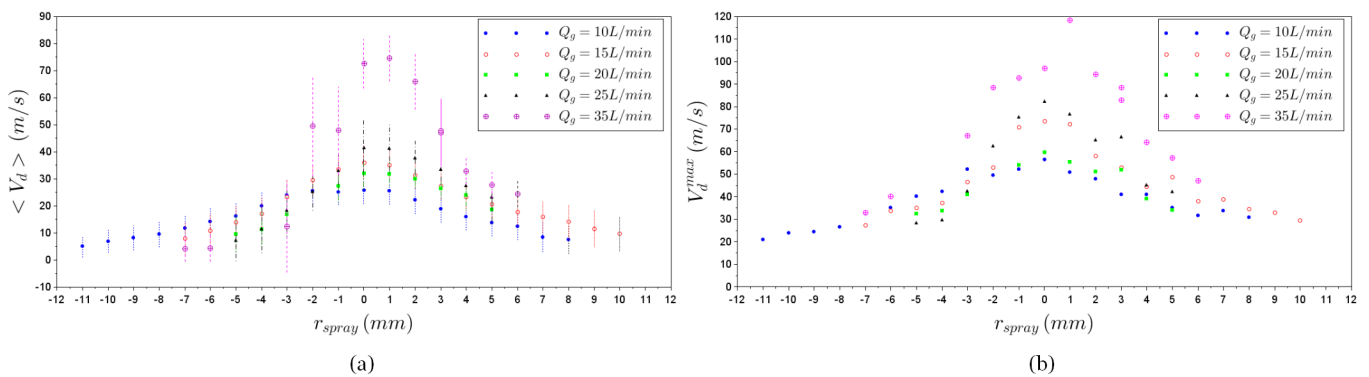 90
80
70
60
50
40
30
20
10
0
-10
< V_d > (m/s)
-12 -11 -10 -9 -8 -7 -6 -5 -4 -3 -2 -1 0 1 2 3 4 5 6 7 8 9 10 11 12
r_spray (mm)
Q_g = 10L/min
Q_g = 15L/min
Q_g = 20L/min
Q_g = 25L/min
Q_g = 35L/min
(a)
120
110
100
90
80
70
60
50
40
30
20
10
0
V_d^max (m/s)
-12 -11 -10 -9 -8 -7 -6 -5 -4 -3 -2 -1 0 1 2 3 4 5 6 7 8 9 10 11 12
r_spray (mm)
Q_g = 10L/min
Q_g = 15L/min
Q_g = 20L/min
Q_g = 25L/min
Q_g = 35L/min
(b)